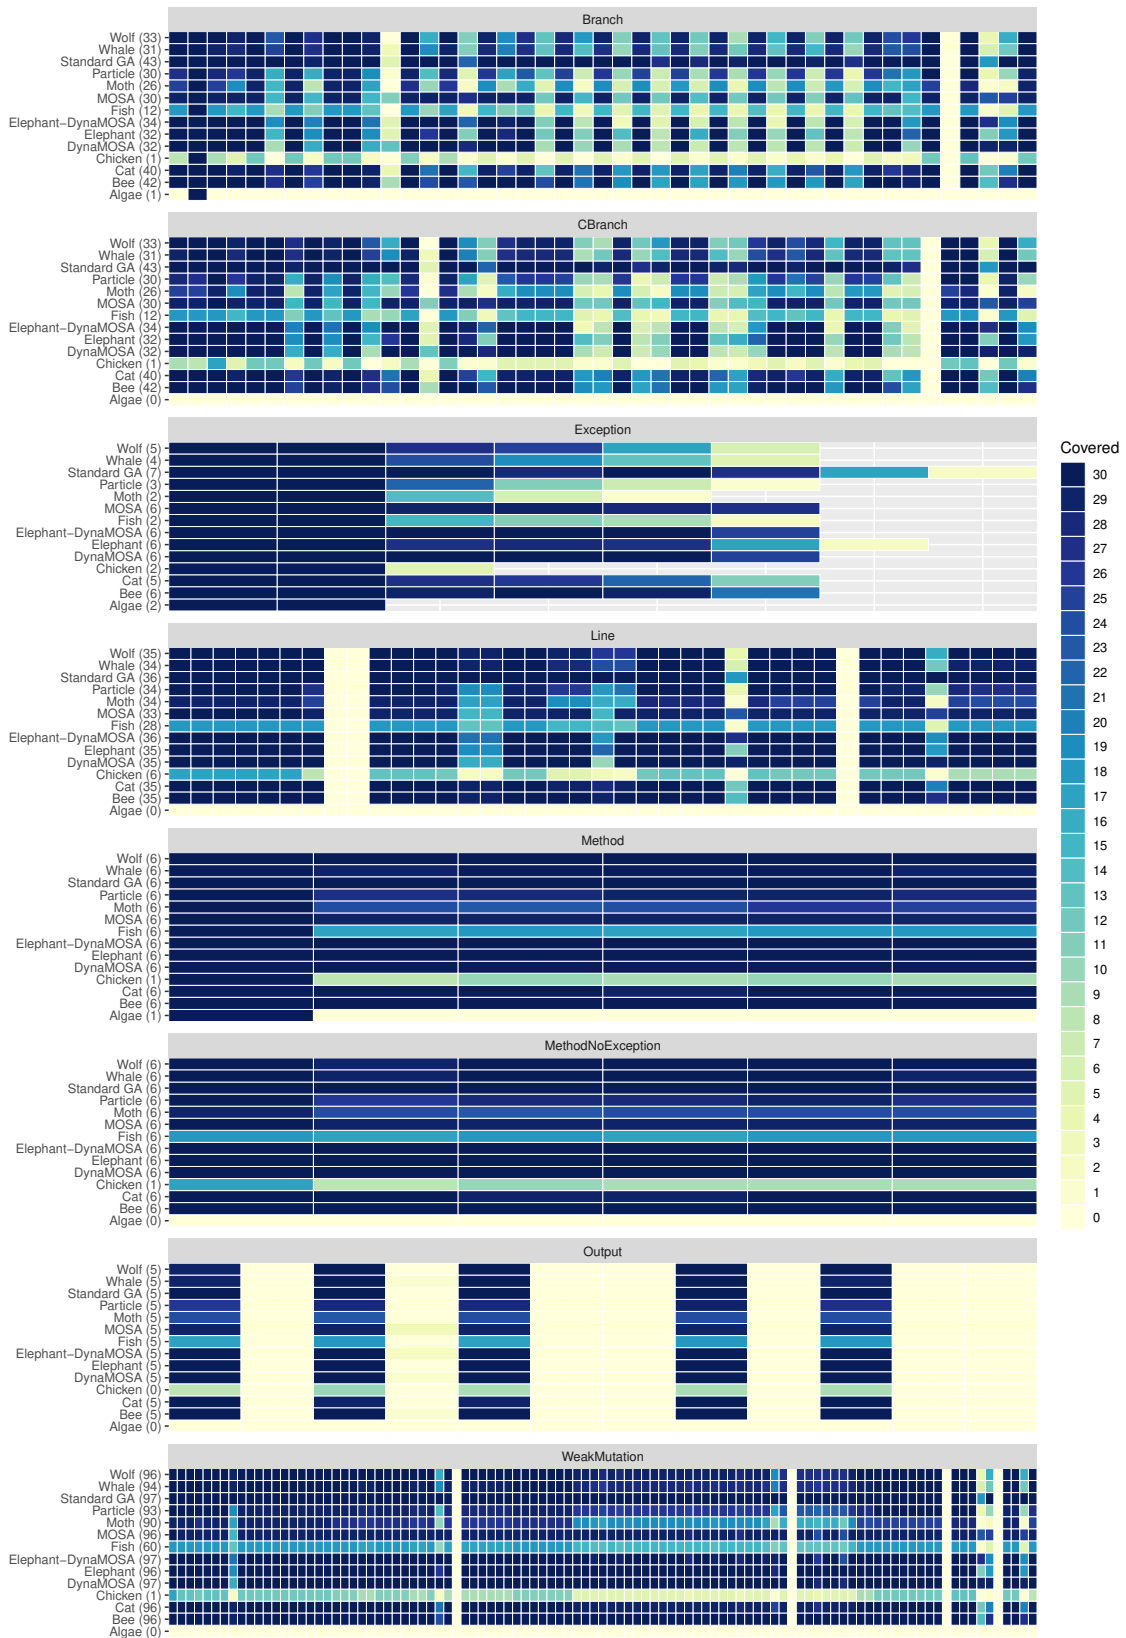 Branch
Wolf (33)
Whale (31)
Standard GA (43)
Particle (30)
Moth (26)
MOSA (30)
Fish (12)
Elephant−DynaMOSA (34)
Elephant (32)
DynaMOSA (32)
Chicken (1)
Cat (40)
Bee (42)
Algae (1)
CBranch
Wolf (33)
Whale (31)
Standard GA (43)
Particle (30)
Moth (26)
MOSA (30)
Fish (12)
Elephant−DynaMOSA (34)
Elephant (32)
DynaMOSA (32)
Chicken (1)
Cat (40)
Bee (42)
Algae (0)
Exception
Wolf (5)
Whale (4)
Standard GA (7)
Particle (3)
Moth (2)
MOSA (6)
Fish (2)
Elephant−DynaMOSA (6)
Elephant (6)
DynaMOSA (6)
Chicken (2)
Cat (5)
Bee (6)
Algae (2)
Line
Wolf (35)
Whale (34)
Standard GA (36)
Particle (34)
Moth (34)
MOSA (33)
Fish (28)
Elephant−DynaMOSA (36)
Elephant (35)
DynaMOSA (35)
Chicken (6)
Cat (35)
Bee (35)
Algae (0)
Method
Wolf (6)
Whale (6)
Standard GA (6)
Particle (6)
Moth (6)
MOSA (6)
Fish (6)
Elephant−DynaMOSA (6)
Elephant (6)
DynaMOSA (6)
Chicken (1)
Cat (6)
Bee (6)
Algae (1)
MethodNoException
Wolf (6)
Whale (6)
Standard GA (6)
Particle (6)
Moth (6)
MOSA (6)
Fish (6)
Elephant−DynaMOSA (6)
Elephant (6)
DynaMOSA (6)
Chicken (1)
Cat (6)
Bee (6)
Algae (0)
Output
Wolf (5)
Whale (5)
Standard GA (5)
Particle (5)
Moth (5)
MOSA (5)
Fish (5)
Elephant−DynaMOSA (5)
Elephant (5)
DynaMOSA (5)
Chicken (0)
Cat (5)
Bee (5)
Algae (0)
WeakMutation
Wolf (96)
Whale (94)
Standard GA (97)
Particle (93)
Moth (90)
MOSA (96)
Fish (60)
Elephant−DynaMOSA (97)
Elephant (96)
DynaMOSA (97)
Chicken (1)
Cat (96)
Bee (96)
Algae (0)
Covered
30
29
28
27
26
25
24
23
22
21
20
19
18
17
16
15
14
13
12
11
10
9
8
7
6
5
4
3
2
1
0